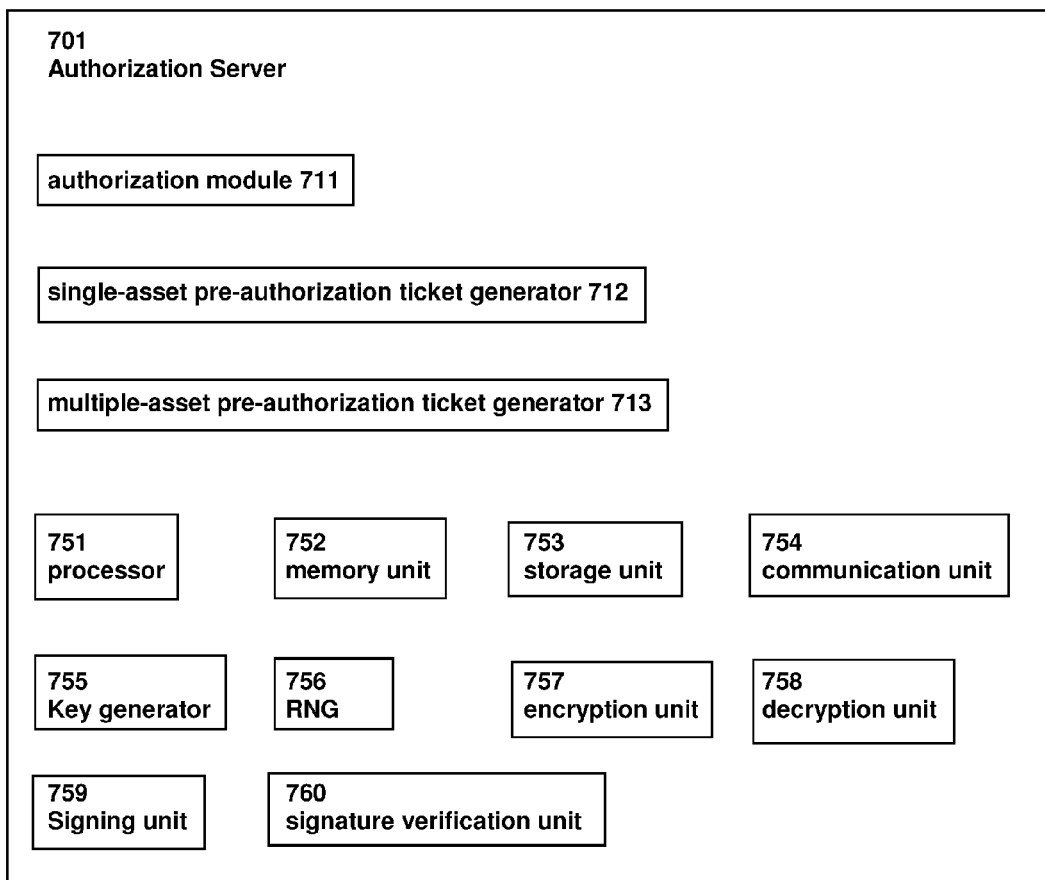 701
Authorization Server
authorization module 711
single-asset pre-authorization ticket generator 712
multiple-asset pre-authorization ticket generator 713
751
processor
752
memory unit
753
storage unit
754
communication unit
755
Key generator
756
RNG
757
encryption unit
758
decryption unit
759
Signing unit
760
signature verification unit